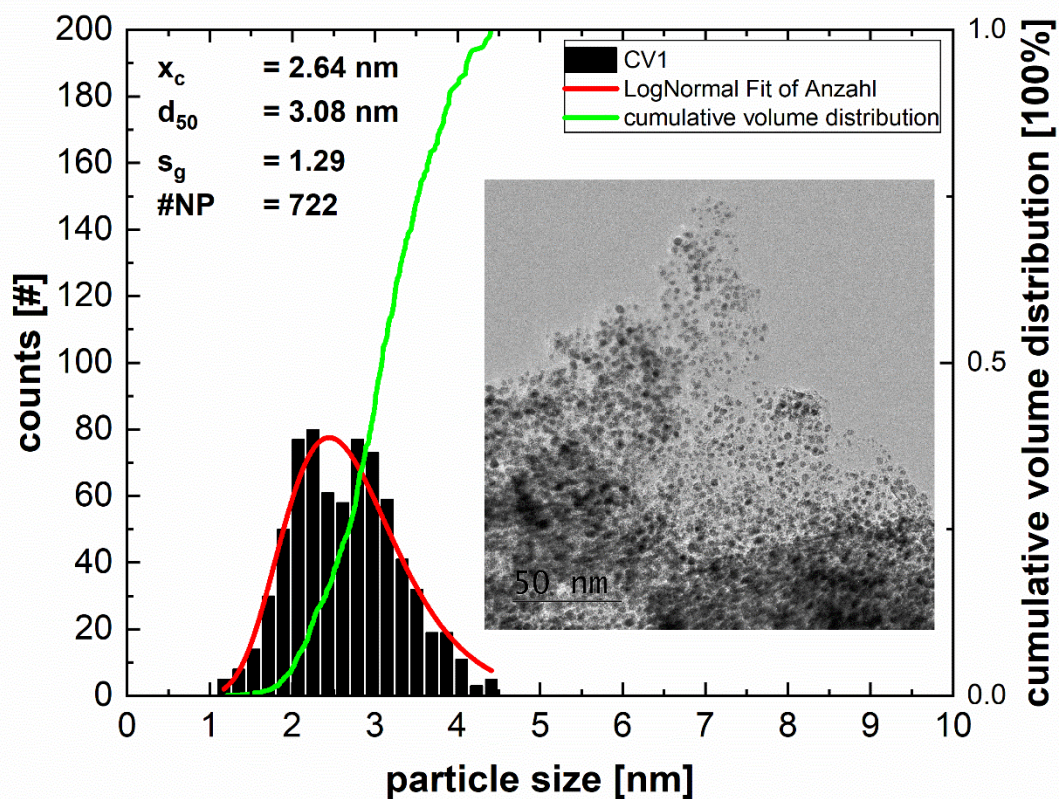 x_c = 2.64 nm
d_50 = 3.08 nm
s_g = 1.29
#NP = 722
CV1
LogNormal Fit of Anzahl
cumulative volume distribution
50 nm
counts [#]
200
180
160
140
120
100
80
60
40
20
0
cumulative volume distribution [100%]
1.0
0.5
0.0
0 1 2 3 4 5 6 7 8 9 10
particle size [nm]